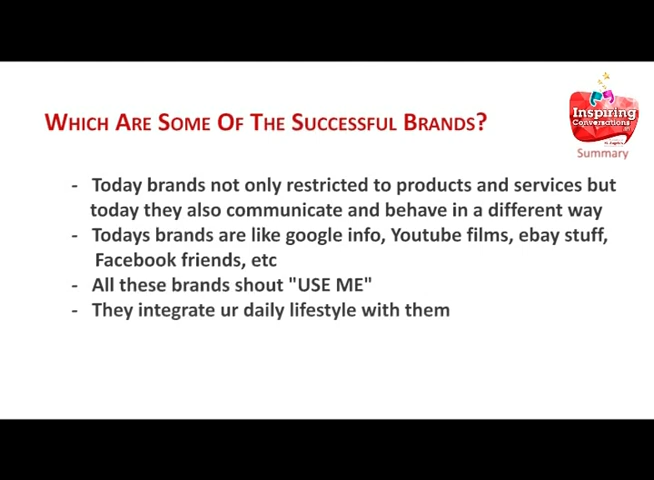 WHICH ARE SOME OF THE SUCCESSFUL BRANDS?
Inspiring
Conversations
Summary
- Today brands not only restricted to products and services but
today they also communicate and behave in a different way
- Todays brands are like google info, Youtube films, ebay stuff,
Facebook friends, etc
- All these brands shout "USE ME"
- They integrate ur daily lifestyle with them